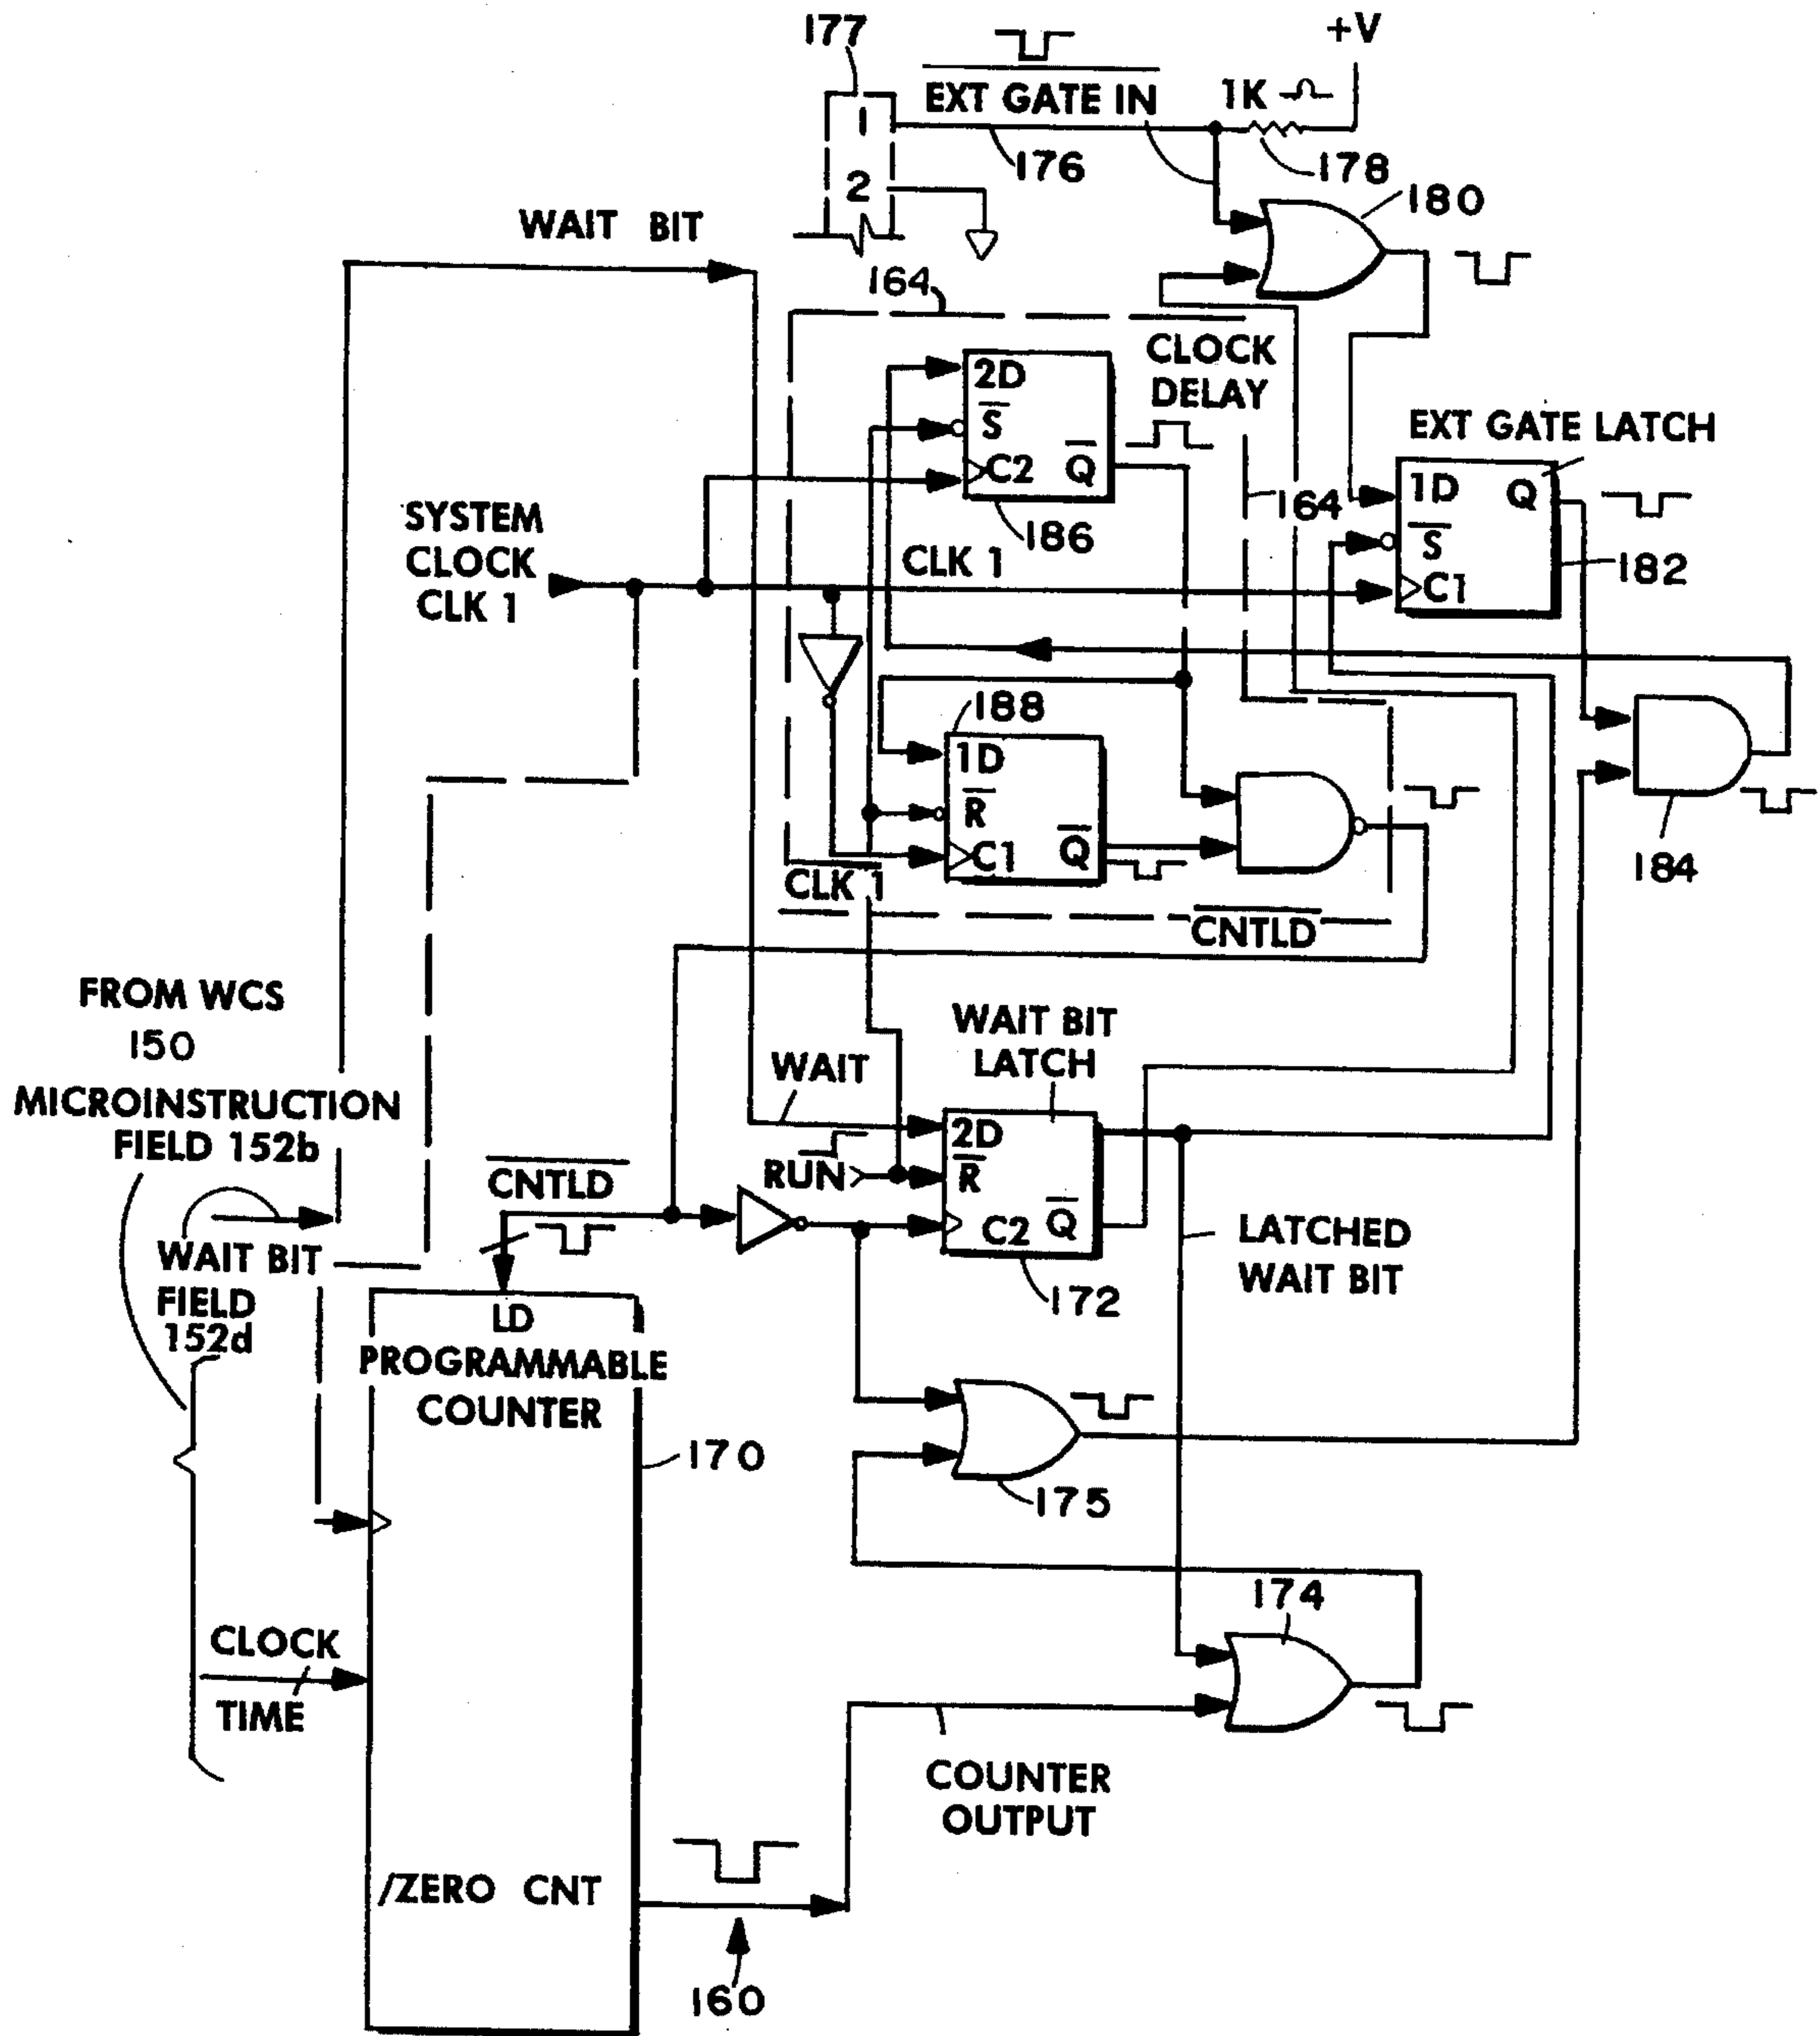 177
+V
EXT GATE IN
1K
1
176
178
2
180
WAIT BIT
164
CLOCK
DELAY
2D
S
C2
Q
186
EXT GATE LATCH
1D
Q
S
C1
182
164
SYSTEM
CLOCK
CLK 1
CLK 1
188
1D
R
C1
Q
CLK 1
184
CNTLD
FROM WCS
150
MICROINSTRUCTION
FIELD 152b
WAIT BIT
LATCH
WAIT
2D
R
C2
Q
RUN
CNTLD
172
LATCHED
WAIT BIT
WAIT BIT
FIELD
152d
LD
PROGRAMMABLE
COUNTER
170
175
174
CLOCK
TIME
COUNTER
OUTPUT
/ZERO CNT
160